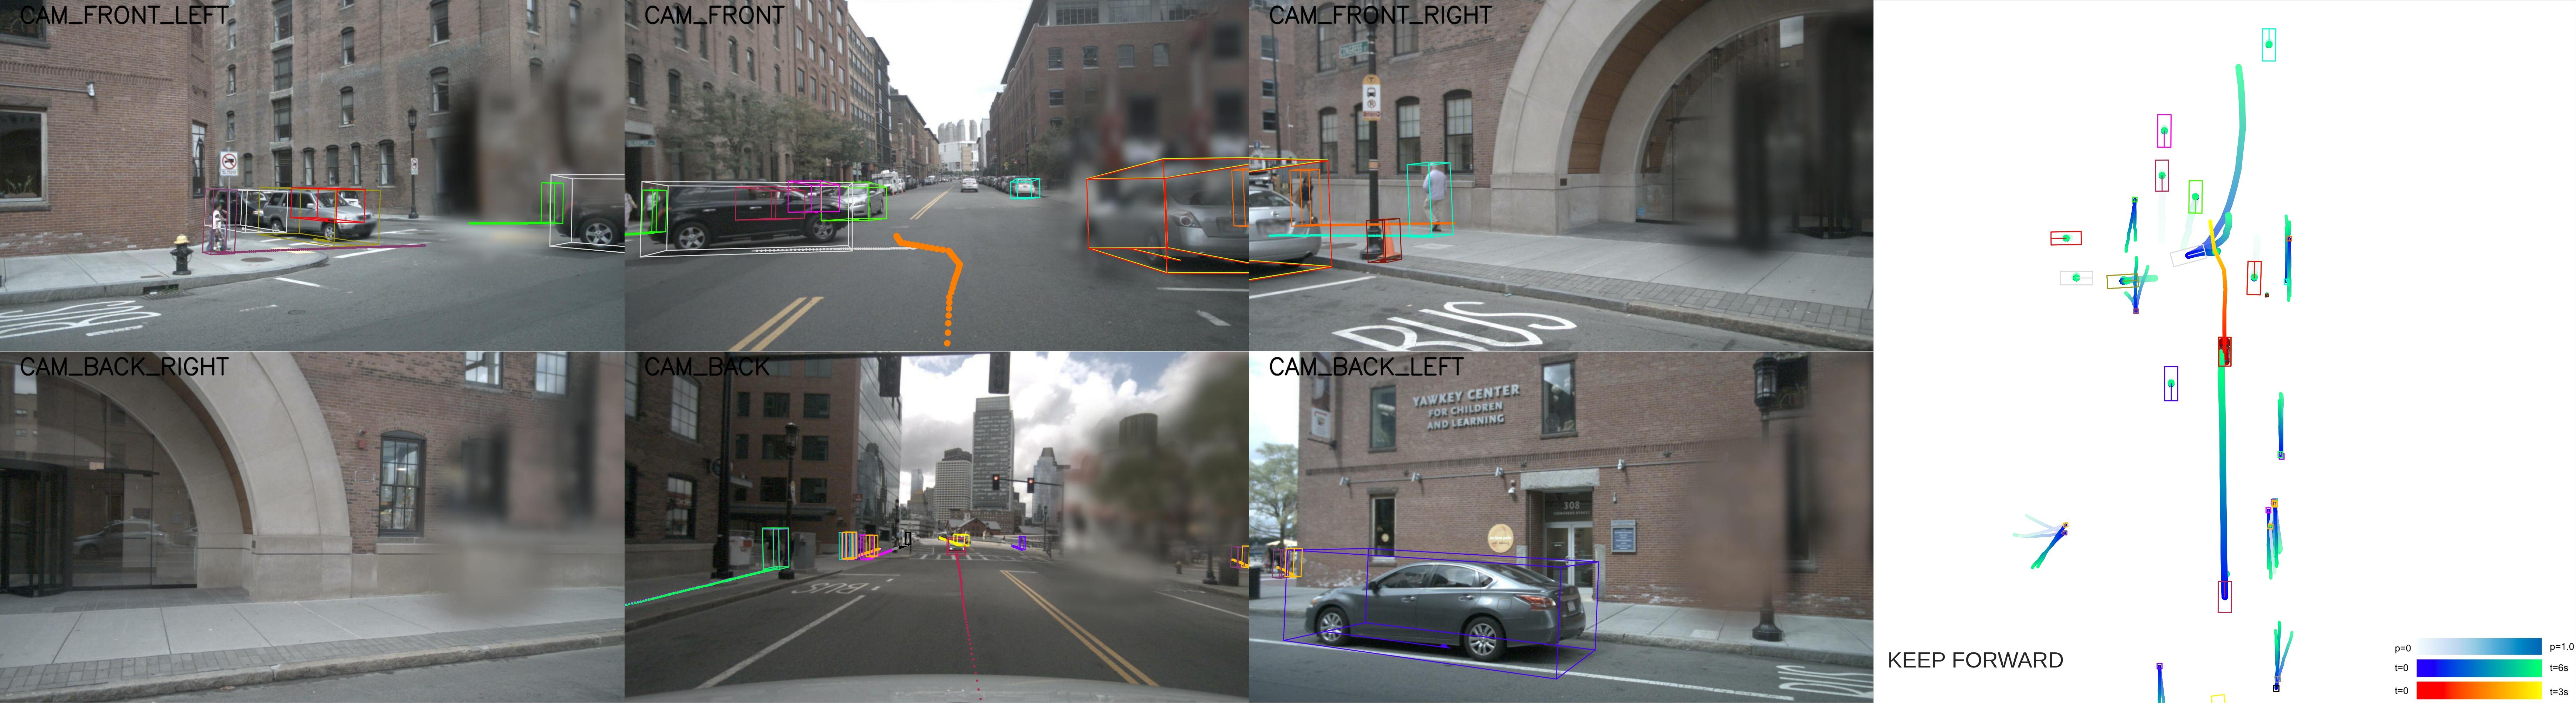 CAM_FRONT_LEFT
CAM_FRONT
CAM_FRONT_RIGHT
BUS
CAM_BACK_RIGHT
CAM_BACK
CAM_BACK_LEFT
YAWKEY CENTER
FOR CHILDREN
AND LEARNING
308
BUS
KEEP FORWARD
p=0
p=1.0
t=0
t=6s
t=0
t=3s